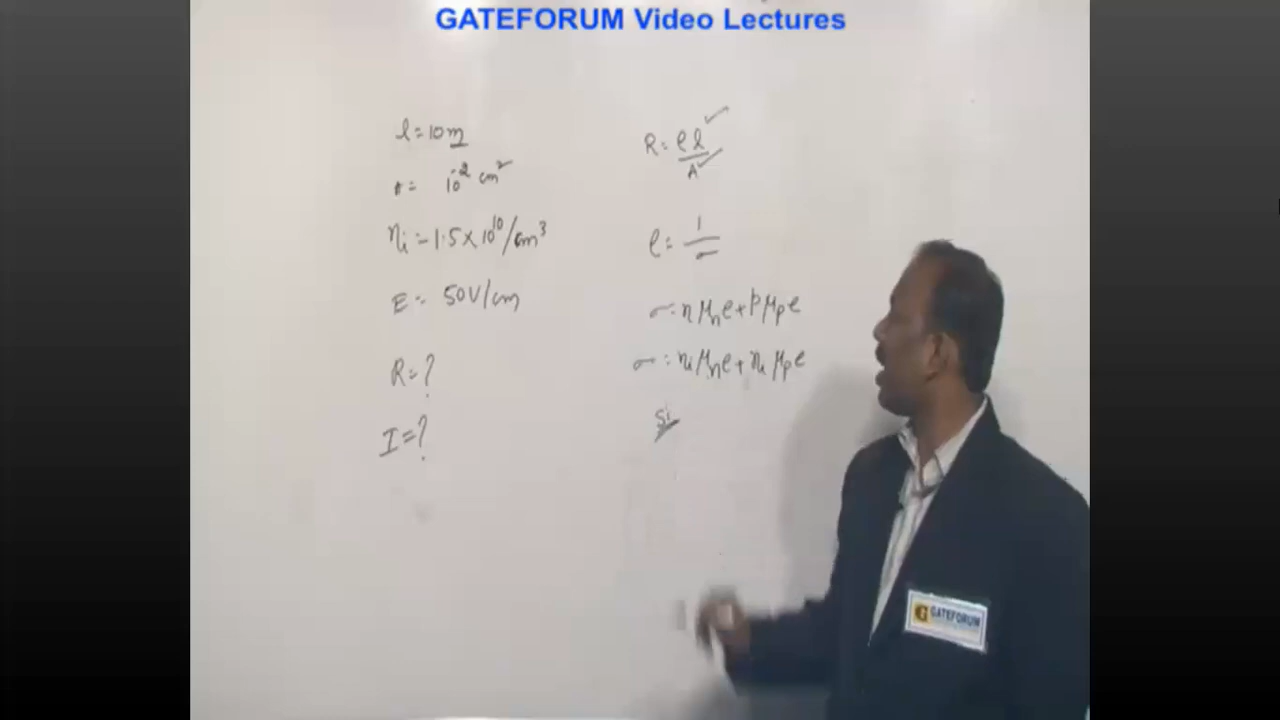 GATEFORUM Video Lectures
l = 10m
A = 10⁻² cm²
nᵢ = 1.5 × 10¹⁰/cm³
E = 50V/cm
R = ?
I = ?
R = ρl/A
ρ = 1/σ
σ = nμₙe + pμₚe
σ = nᵢμₙe + nᵢμₚe
Si
G GATEFORUM